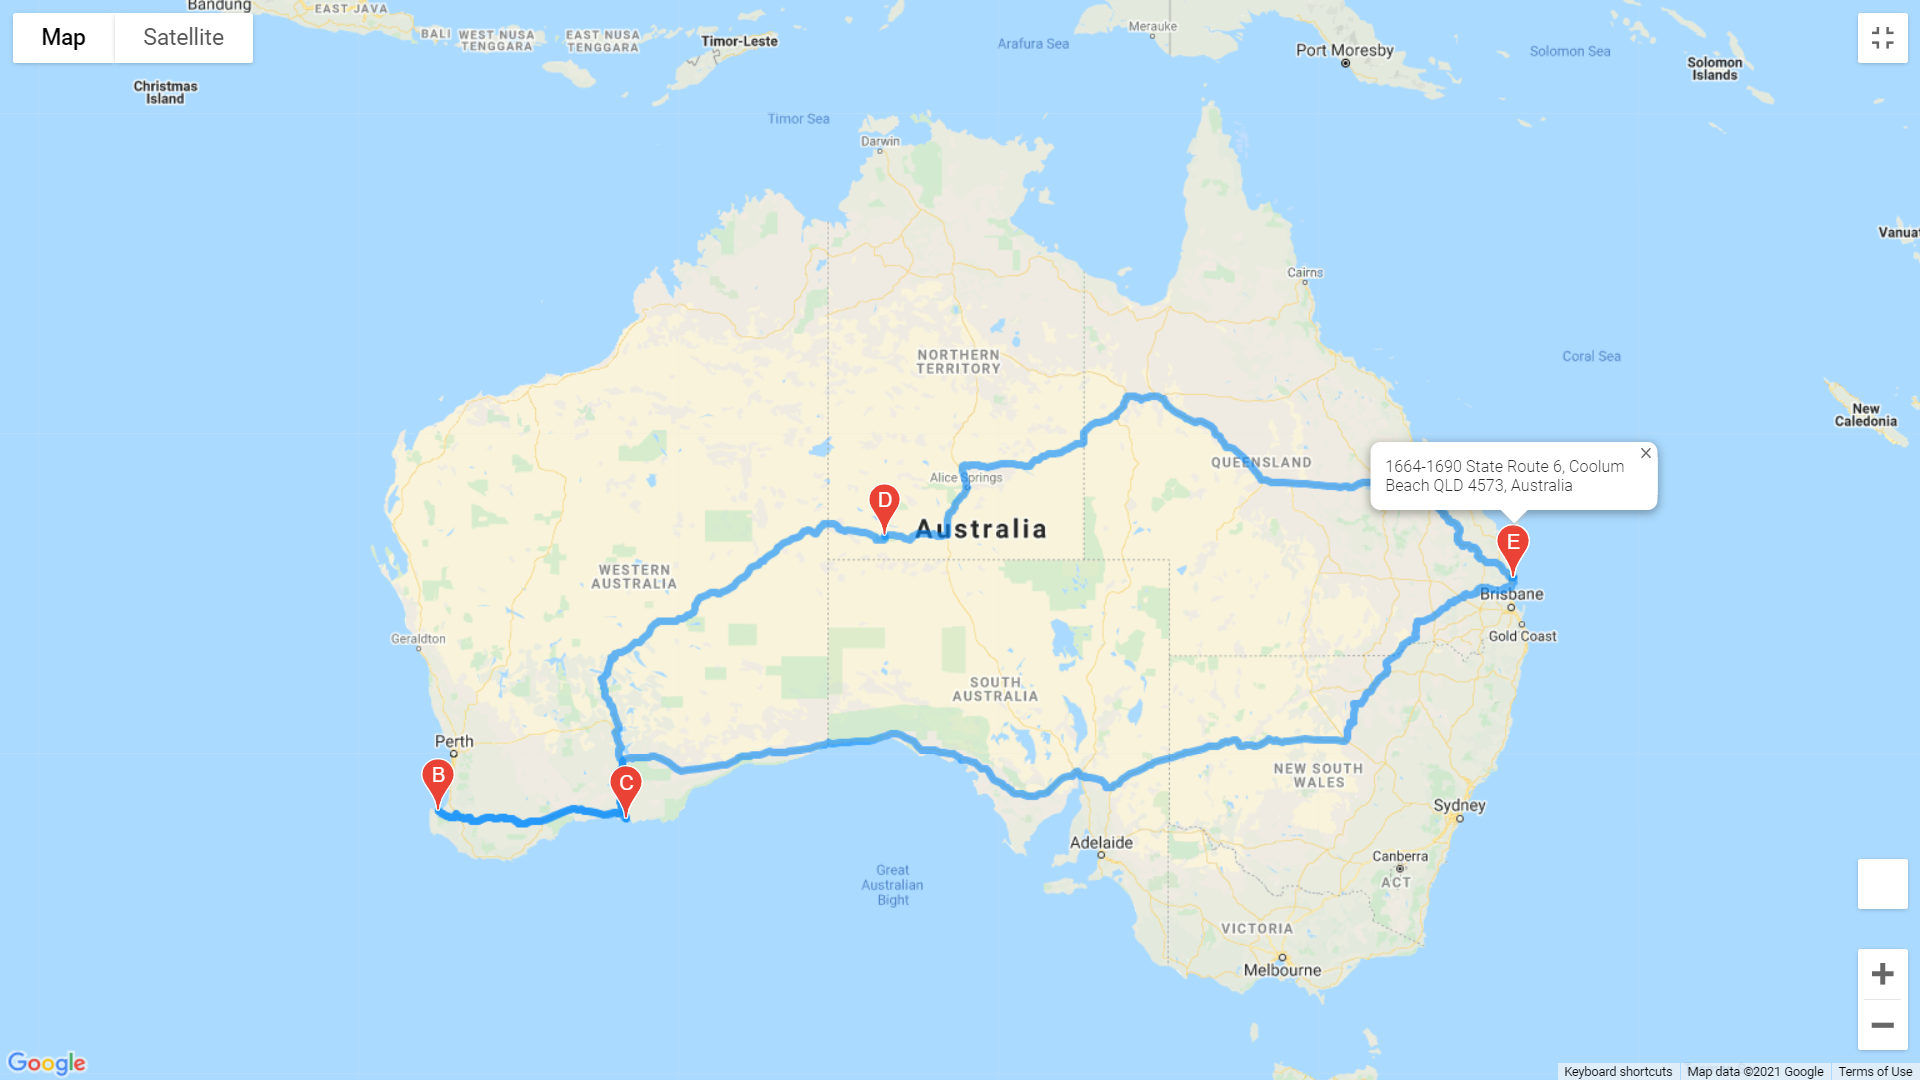 Bandung
EAST JAVA
BALI
WEST NUSA
TENGGARA
EAST NUSA
TENGGARA
Timor-Leste
Arafura Sea
Merauke
Port Moresby
Solomon Sea
Solomon
Islands
Map
Satellite
Christmas
Island
Timor Sea
Darwin
Vanuat
Cairns
NORTHERN
TERRITORY
Coral Sea
New
Caledonia
QUEENSLAND
1664-1690 State Route 6, Coolum
Beach QLD 4573, Australia
Alice Springs
D
Australia
E
WESTERN
AUSTRALIA
Brisbane
Gold Coast
Geraldton
SOUTH
AUSTRALIA
Perth
B
C
NEW SOUTH
WALES
Sydney
Adelaide
Canberra
ACT
Great
Australian
Bight
VICTORIA
Melbourne
Google
Keyboard shortcuts
Map data ©2021 Google
Terms of Use